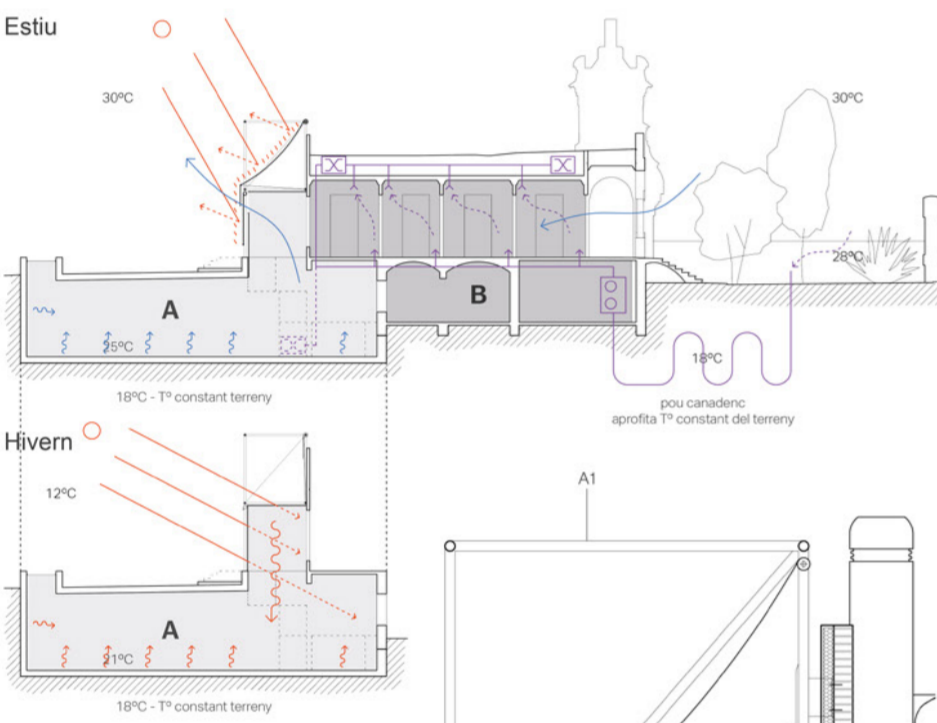 Estiu
30ºC
30ºC
28ºC
A
B
25ºC
18ºC
18ºC - Tº constant terreny
pou canadenc
aprofita Tº constant del terreny
Hivern
12ºC
A1
A
21ºC
18ºC - Tº constant terreny